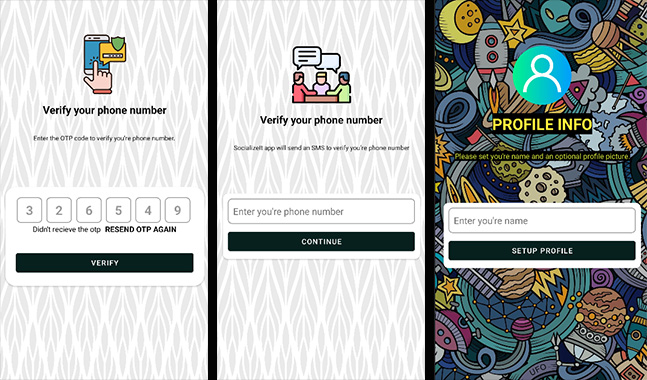 Verify your phone number
Enter the OTP code to verify you're phone number.
3 2 6 5 4 9
Didn't recieve the otp RESEND OTP AGAIN
VERIFY
Verify your phone number
SocializeIt app will send an SMS to verify you're phone number
Enter you're phone number
CONTINUE
PROFILE INFO
Please set you're name and an optional profile picture.
Enter you're name
SETUP PROFILE
UFO